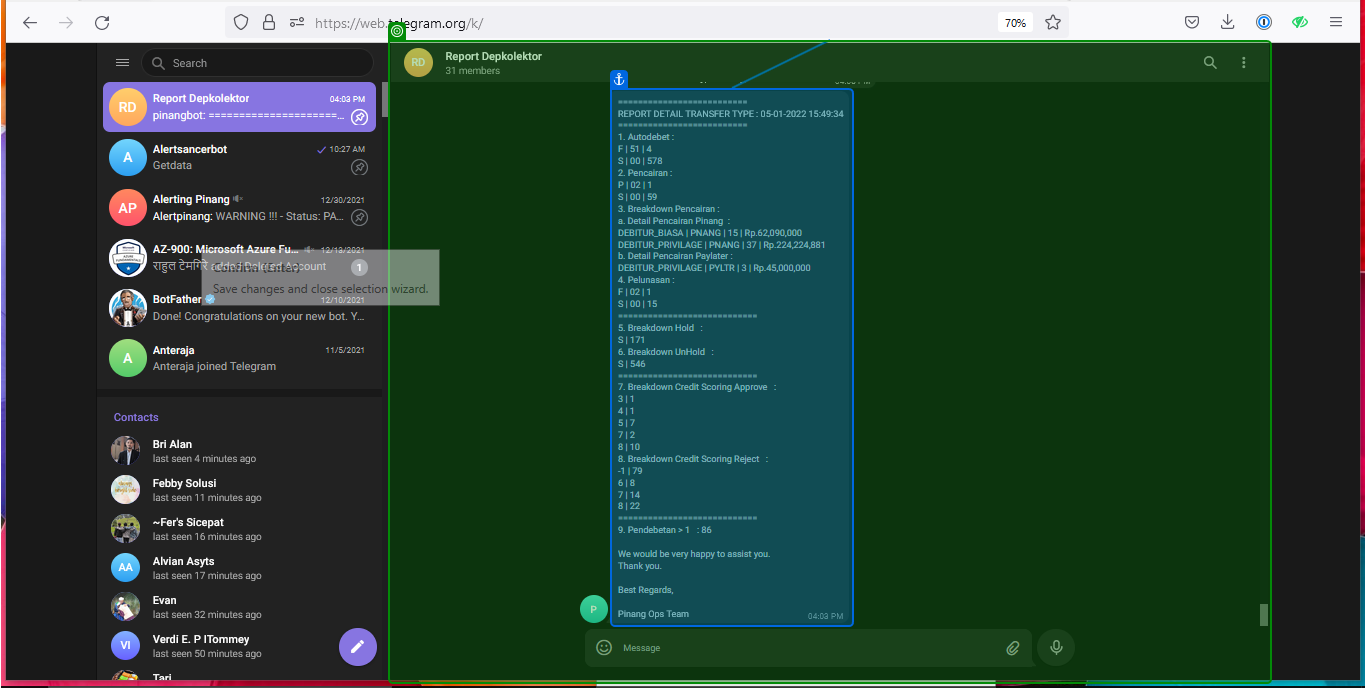 https://web.telegram.org/k/
70%
Search
Report Depkolektor
04:03 PM
pinangbot: =====================...
Alertsancerbot
10:27 AM
Getdata
Alerting Pinang
12/30/2021
Alertpinang: WARNING !!! - Status: PA...
AZ-900: Microsoft Azure Fu...
12/13/2021
राहुल टेमगिरे added Deleted Account
1
Save changes and close selection wizard.
BotFather
12/10/2021
Done! Congratulations on your new bot. Y...
Anteraja
11/5/2021
Anteraja joined Telegram
Contacts
Bri Alan
last seen 4 minutes ago
Febby Solusi
last seen 11 minutes ago
~Fer's Sicepat
last seen 16 minutes ago
Alvian Asyts
last seen 17 minutes ago
Evan
last seen 32 minutes ago
Verdi E. P ITommey
last seen 50 minutes ago
Tari
RD
A
AP
A
AA
VI
RD
Report Depkolektor
31 members
===========================
REPORT DETAIL TRANSFER TYPE : 05-01-2022 15:49:34
===========================
1. Autodebet :
F | 51 | 4
S | 00 | 578
2. Pencairan :
P | 02 | 1
S | 00 | 59
3. Breakdown Pencairan :
a. Detail Pencairan Pinang :
DEBITUR_BIASA | PNANG | 15 | Rp.62,090,000
DEBITUR_PRIVILAGE | PNANG | 37 | Rp.224,224,881
b. Detail Pencairan Paylater :
DEBITUR_PRIVILAGE | PYLTR | 3 | Rp.45,000,000
4. Pelunasan :
F | 02 | 1
S | 00 | 15
=============================
5. Breakdown Hold :
S | 171
6. Breakdown UnHold :
S | 546
=============================
7. Breakdown Credit Scoring Approve :
3 | 1
4 | 1
5 | 7
7 | 2
8 | 10
8. Breakdown Credit Scoring Reject :
-1 | 79
6 | 8
7 | 14
8 | 22
=============================
9. Pendebetan > 1 : 86
We would be very happy to assist you.
Thank you.
Best Regards,
Pinang Ops Team
04:03 PM
P
Message